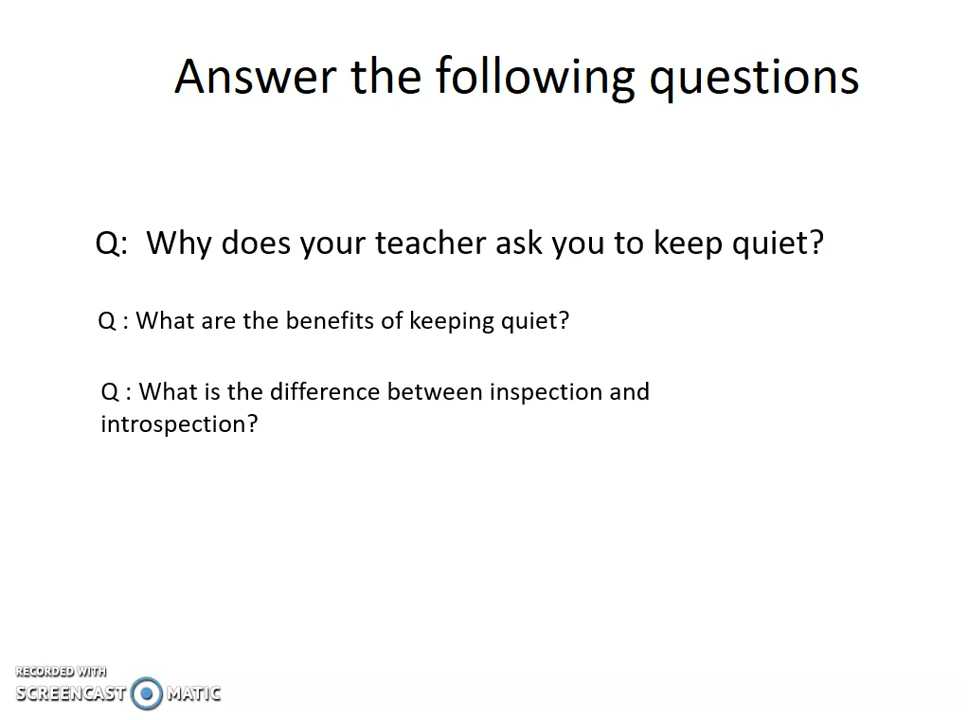 Answer the following questions
Q:  Why does your teacher ask you to keep quiet?
Q : What are the benefits of keeping quiet?
Q : What is the difference between inspection and
introspection?
RECORDED WITH
SCREENCAST MATIC